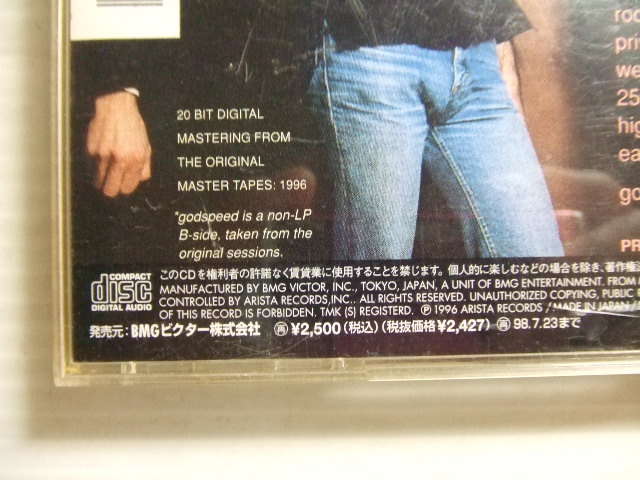 roc
pri
we
25
hig
ea
go
PR
20 BIT DIGITAL
MASTERING FROM
THE ORIGINAL
MASTER TAPES: 1996
*godspeed is a non-LP
B-side, taken from the
original sessions.
COMPACT
disc
DIGITAL AUDIO
このCDを権利者の許諾なく賃貸業に使用することを禁じます。個人的に楽しむなどの場合を除き、著作権法
MANUFACTURED BY BMG VICTOR, INC., TOKYO, JAPAN, A UNIT OF BMG ENTERTAINMENT. FROM
CONTROLLED BY ARISTA RECORDS,INC. ALL RIGHTS RESERVED. UNAUTHORIZED COPYING, PUBLIC
OF THIS RECORD IS FORBIDDEN. TMK (S) REGISTERD. Ⓟ 1996 ARISTA RECORDS / MADE IN JAPAN
発売元: BMGビクター株式会社 ㊢¥2,500(税込)(税抜価格¥2,427) ㊢98.7.23まで